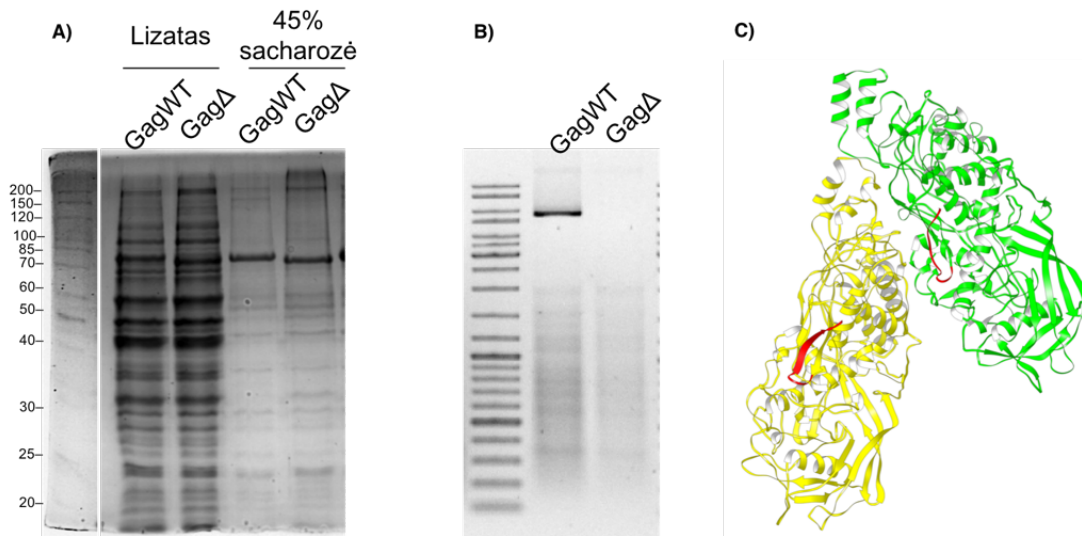 A)
Lizatas
45%
sacharozė
GagWT
GagΔ
GagWT
GagΔ
200–
150–
120–
100–
85–
70–
60–
50–
40–
30–
25–
20–
B)
GagWT
GagΔ
C)